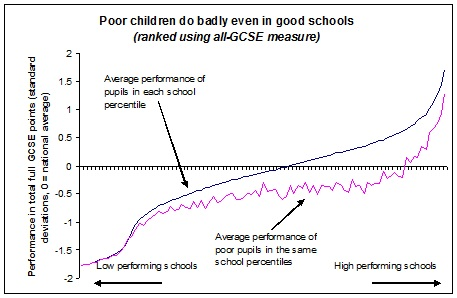 Poor children do badly even in good schools
(ranked using all-GCSE measure)
Performance in total full GCSE points (standard
deviations, 0 = national average)
2
1.5
1
0.5
0
-0.5
-1
-1.5
-2
Average performance of
pupils in each school
percentile
Average performance of
poor pupils in the same
school percentiles
Low performing schools
High performing schools